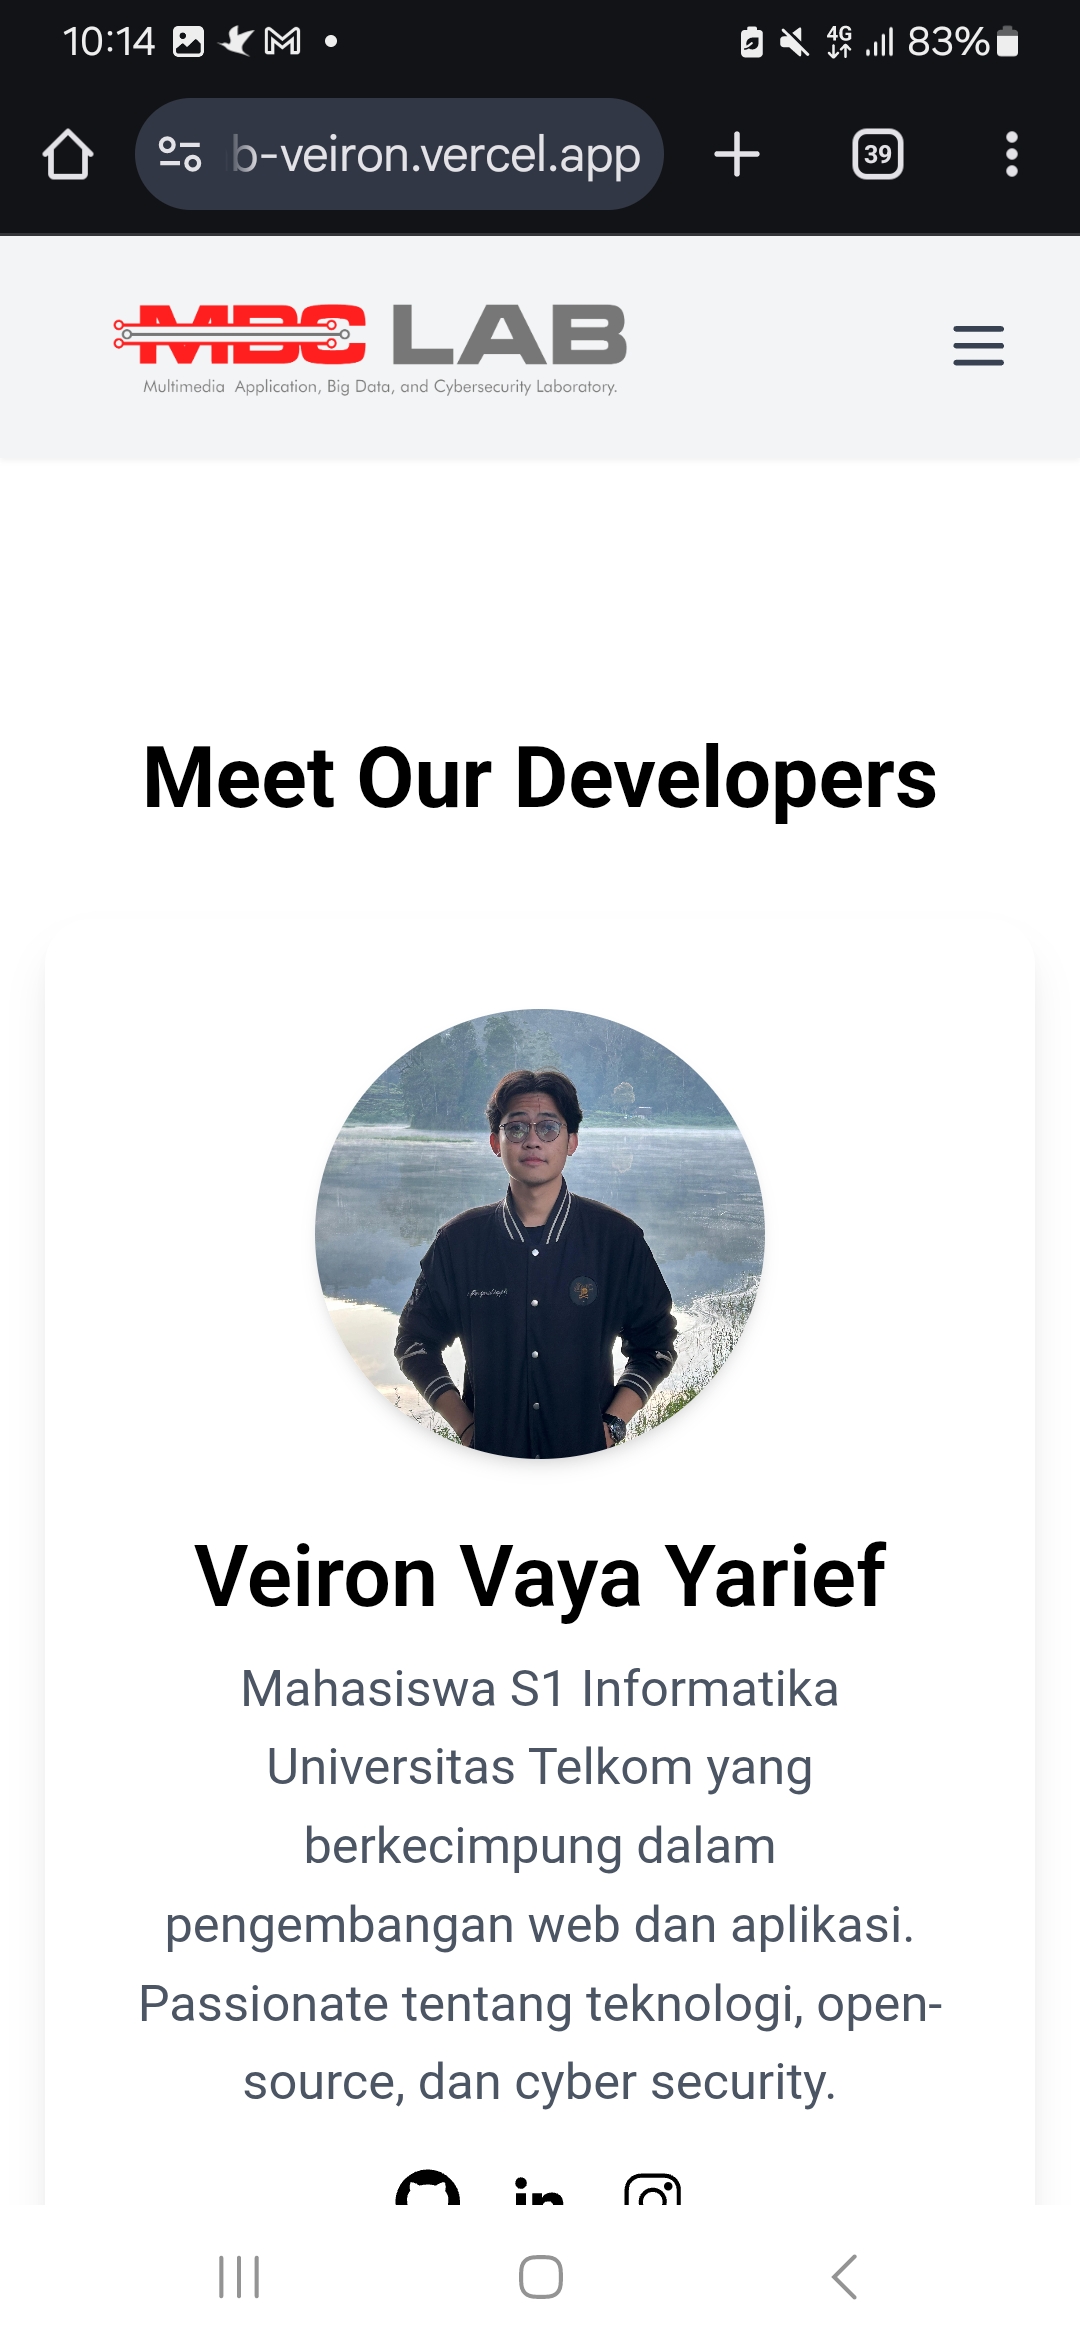 10:14
4G
83%
b-veiron.vercel.app
39
MBC LAB
Multimedia Application, Big Data, and Cybersecurity Laboratory.
Meet Our Developers
Veiron Vaya Yarief
Mahasiswa S1 Informatika
Universitas Telkom yang
berkecimpung dalam
pengembangan web dan aplikasi.
Passionate tentang teknologi, open-
source, dan cyber security.
in